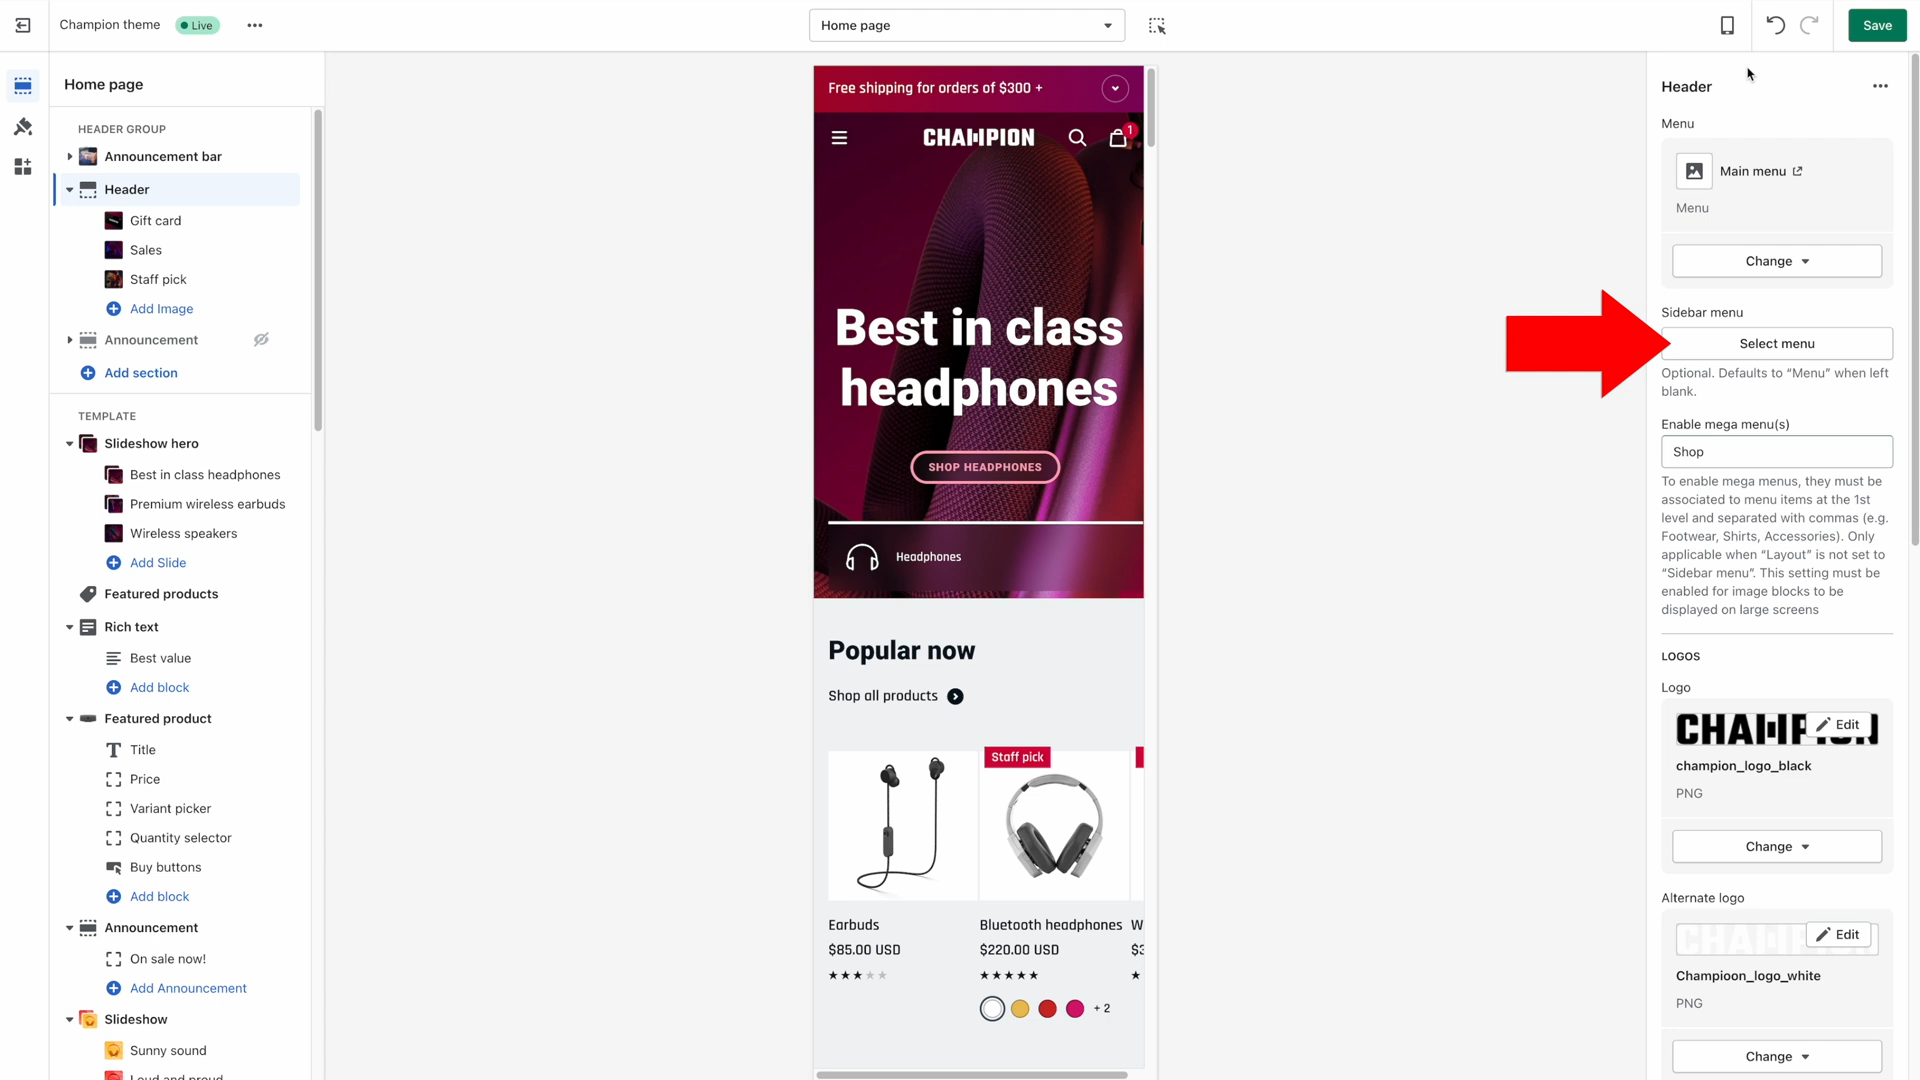 Champion theme
Live
Home page
Save
Home page
HEADER GROUP
Announcement bar
Header
Gift card
Sales
Staff pick
Add Image
Announcement
Add section
TEMPLATE
Slideshow hero
Best in class headphones
Premium wireless earbuds
Wireless speakers
Add Slide
Featured products
Rich text
Best value
Add block
Featured product
Title
Price
Variant picker
Quantity selector
Buy buttons
Add block
Announcement
On sale now!
Add Announcement
Slideshow
Sunny sound
Loud and proud
Free shipping for orders of $300 +
CHAMPION
1
Best in class
headphones
SHOP HEADPHONES
Headphones
Popular now
Shop all products
Staff pick
Earbuds
$85.00 USD
Bluetooth headphones
$220.00 USD
+ 2
W
Header
Menu
Main menu
Menu
Change
Sidebar menu
Select menu
Optional. Defaults to “Menu” when left
blank.
Enable mega menu(s)
Shop
To enable mega menus, they must be
associated to menu items at the 1st
level and separated with commas (e.g.
Footwear, Shirts, Accessories). Only
applicable when “Layout” is not set to
“Sidebar menu”. This setting must be
enabled for image blocks to be
displayed on large screens
LOGOS
Logo
CHAMPION
Edit
champion_logo_black
PNG
Change
Alternate logo
CHAMPION
Edit
Champioon_logo_white
PNG
Change